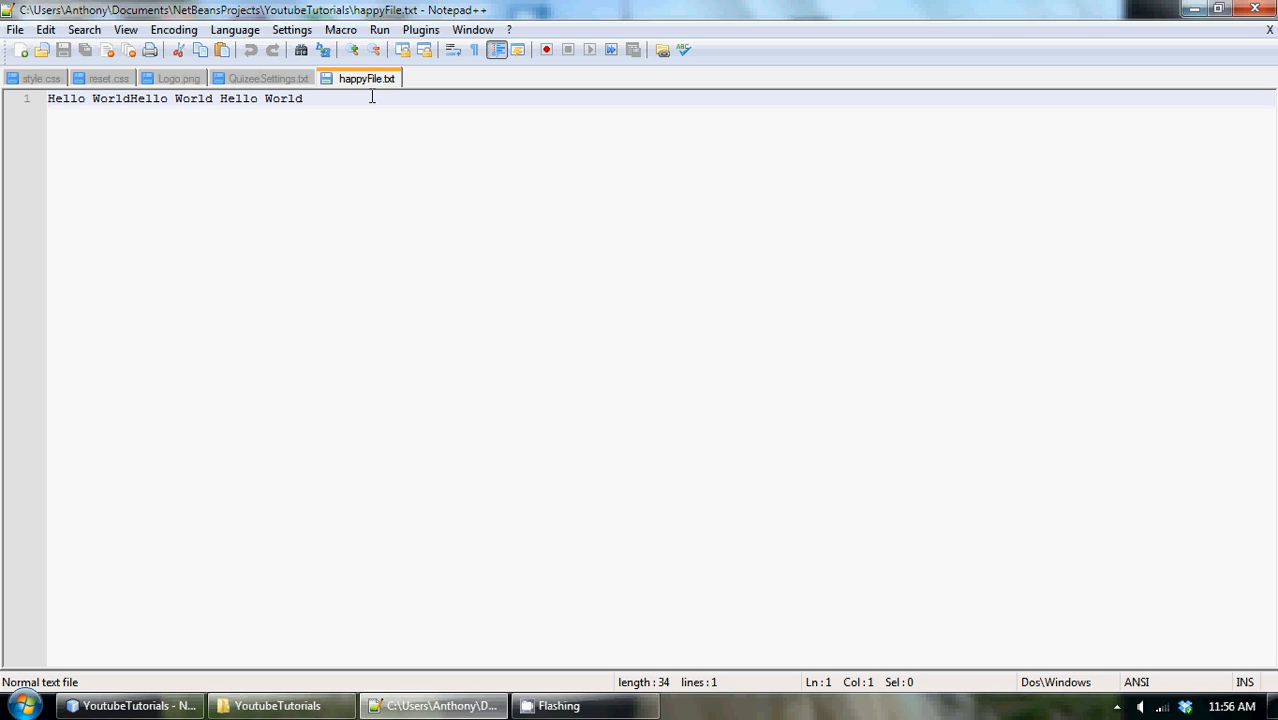 C:\Users\Anthony\Documents\NetBeansProjects\YoutubeTutorials\happyFile.txt - Notepad++
File Edit Search View Encoding Language Settings Macro Run Plugins Window ? X
style.css reset.css Logo.png QuizeeSettings.txt happyFile.txt
1 Hello WorldHello World Hello World
Normal text file length : 34 lines : 1 Ln : 1 Col : 1 Sel : 0 Dos\Windows ANSI INS
YoutubeTutorials - N... YoutubeTutorials C:\Users\Anthony\D... Flashing 11:56 AM